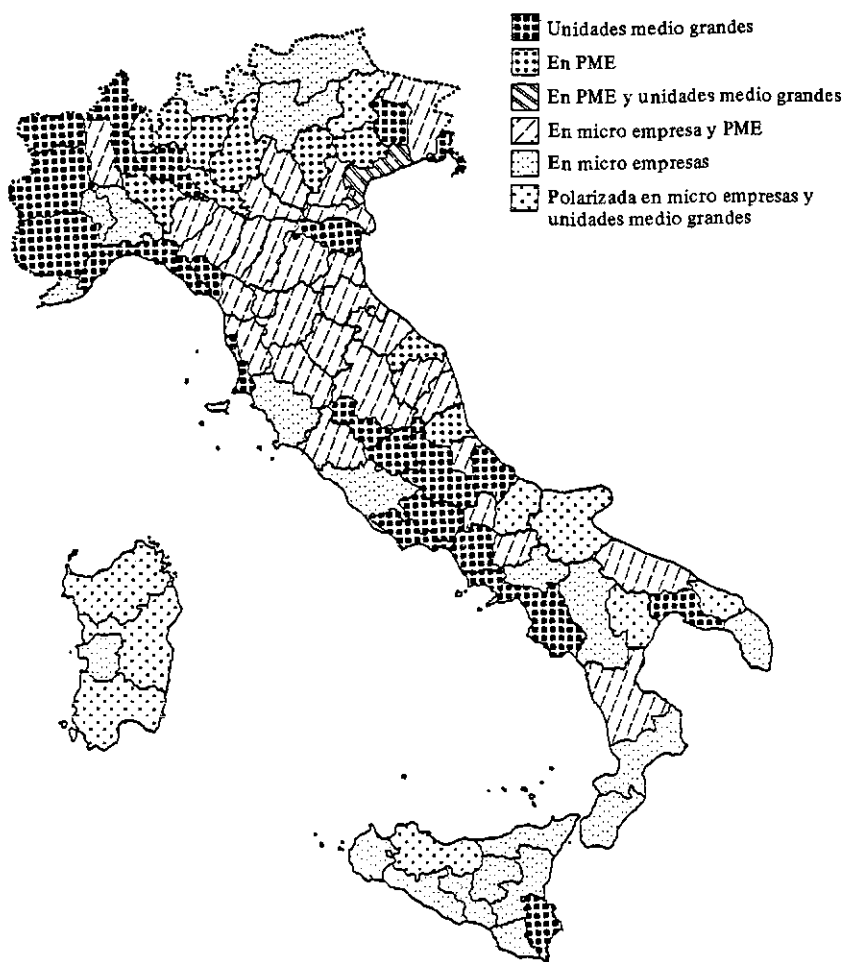 Unidades medio grandes
En PME
En PME y unidades medio grandes
En micro empresa y PME
En micro empresas
Polarizada en micro empresas y
unidades medio grandes